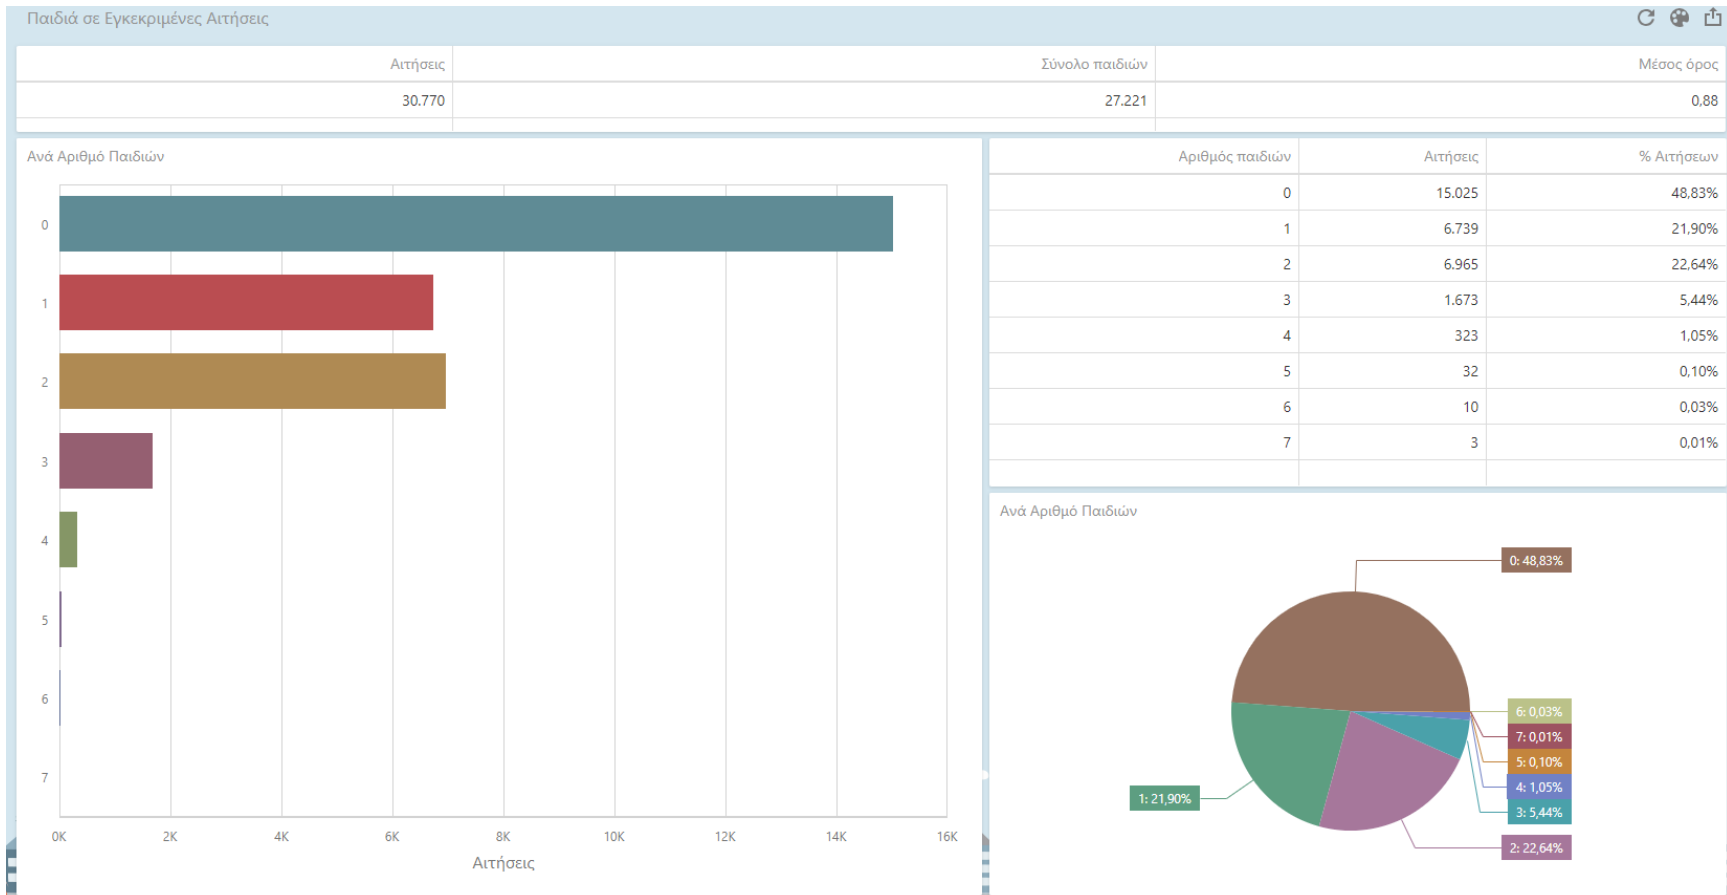 Παιδιά σε Εγκεκριμένες Αιτήσεις
Αιτήσεις Σύνολο παιδιών Μέσος όρος
30.770 27.221 0,88
Ανά Αριθμό Παιδιών
0
1
2
3
4
5
6
7
0K 2K 4K 6K 8K 10K 12K 14K 16K
Αιτήσεις
Αριθμός παιδιών Αιτήσεις % Αιτήσεων
0 15.025 48,83%
1 6.739 21,90%
2 6.965 22,64%
3 1.673 5,44%
4 323 1,05%
5 32 0,10%
6 10 0,03%
7 3 0,01%
Ανά Αριθμό Παιδιών
0: 48,83%
6: 0,03%
7: 0,01%
5: 0,10%
4: 1,05%
1: 21,90%
3: 5,44%
2: 22,64%